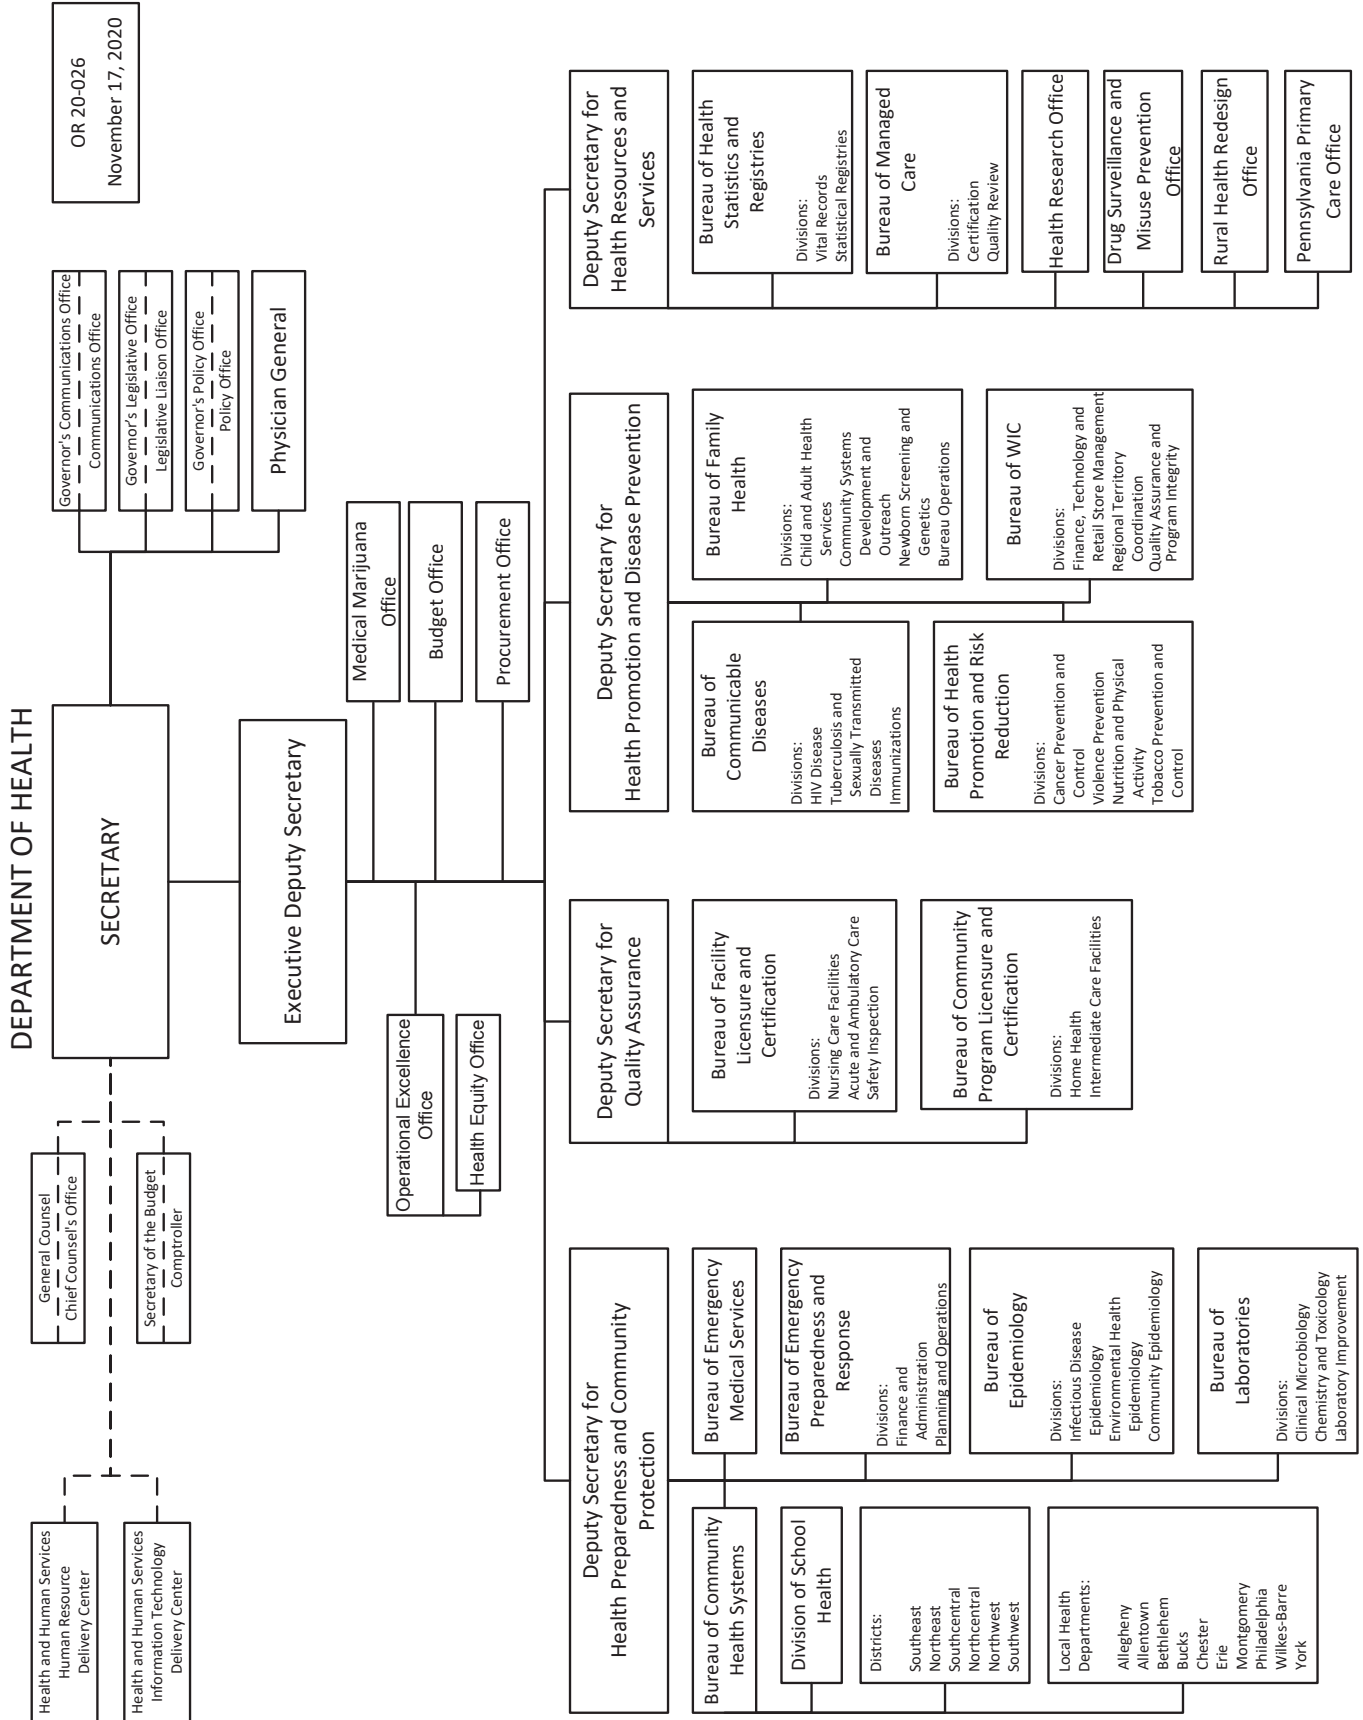 DEPARTMENT OF HEALTH
OR 20-026
November 17, 2020
SECRETARY
Health and Human Services
Human Resource
Delivery Center
Health and Human Services
Information Technology
Delivery Center
General Counsel
Chief Counsel's Office
Secretary of the Budget
Comptroller
Governor's Communications Office
Communications Office
Governor's Legislative Office
Legislative Liaison Office
Governor's Policy Office
Policy Office
Physician General
Executive Deputy Secretary
Operational Excellence
Office
Health Equity Office
Medical Marijuana
Office
Budget Office
Procurement Office
Deputy Secretary for
Health Preparedness and Community
Protection
Bureau of Community
Health Systems
Division of School
Health
Districts:
Southeast
Northeast
Southcentral
Northcentral
Northwest
Southwest
Local Health
Departments:
Allegheny
Allentown
Bethlehem
Bucks
Chester
Erie
Montgomery
Philadelphia
Wilkes-Barre
York
Bureau of Emergency
Medical Services
Bureau of Emergency
Preparedness and
Response
Divisions:
Finance and
Administration
Planning and Operations
Bureau of
Epidemiology
Divisions:
Infectious Disease
Epidemiology
Environmental Health
Epidemiology
Community Epidemiology
Bureau of
Laboratories
Divisions:
Clinical Microbiology
Chemistry and Toxicology
Laboratory Improvement
Deputy Secretary for
Quality Assurance
Bureau of Facility
Licensure and
Certification
Divisions:
Nursing Care Facilities
Acute and Ambulatory Care
Safety Inspection
Bureau of Community
Program Licensure and
Certification
Divisions:
Home Health
Intermediate Care Facilities
Deputy Secretary for
Health Promotion and Disease Prevention
Bureau of
Communicable
Diseases
Divisions:
HIV Disease
Tuberculosis and
Sexually Transmitted
Diseases
Immunizations
Bureau of Health
Promotion and Risk
Reduction
Divisions:
Cancer Prevention and
Control
Violence Prevention
Nutrition and Physical
Activity
Tobacco Prevention and
Control
Bureau of Family
Health
Divisions:
Child and Adult Health
Services
Community Systems
Development and
Outreach
Newborn Screening and
Genetics
Bureau Operations
Bureau of WIC
Divisions:
Finance, Technology and
Retail Store Management
Regional Territory
Coordination
Quality Assurance and
Program Integrity
Deputy Secretary for
Health Resources and
Services
Bureau of Health
Statistics and
Registries
Divisions:
Vital Records
Statistical Registries
Bureau of Managed
Care
Divisions:
Certification
Quality Review
Health Research Office
Drug Surveillance and
Misuse Prevention
Office
Rural Health Redesign
Office
Pennsylvania Primary
Care Office